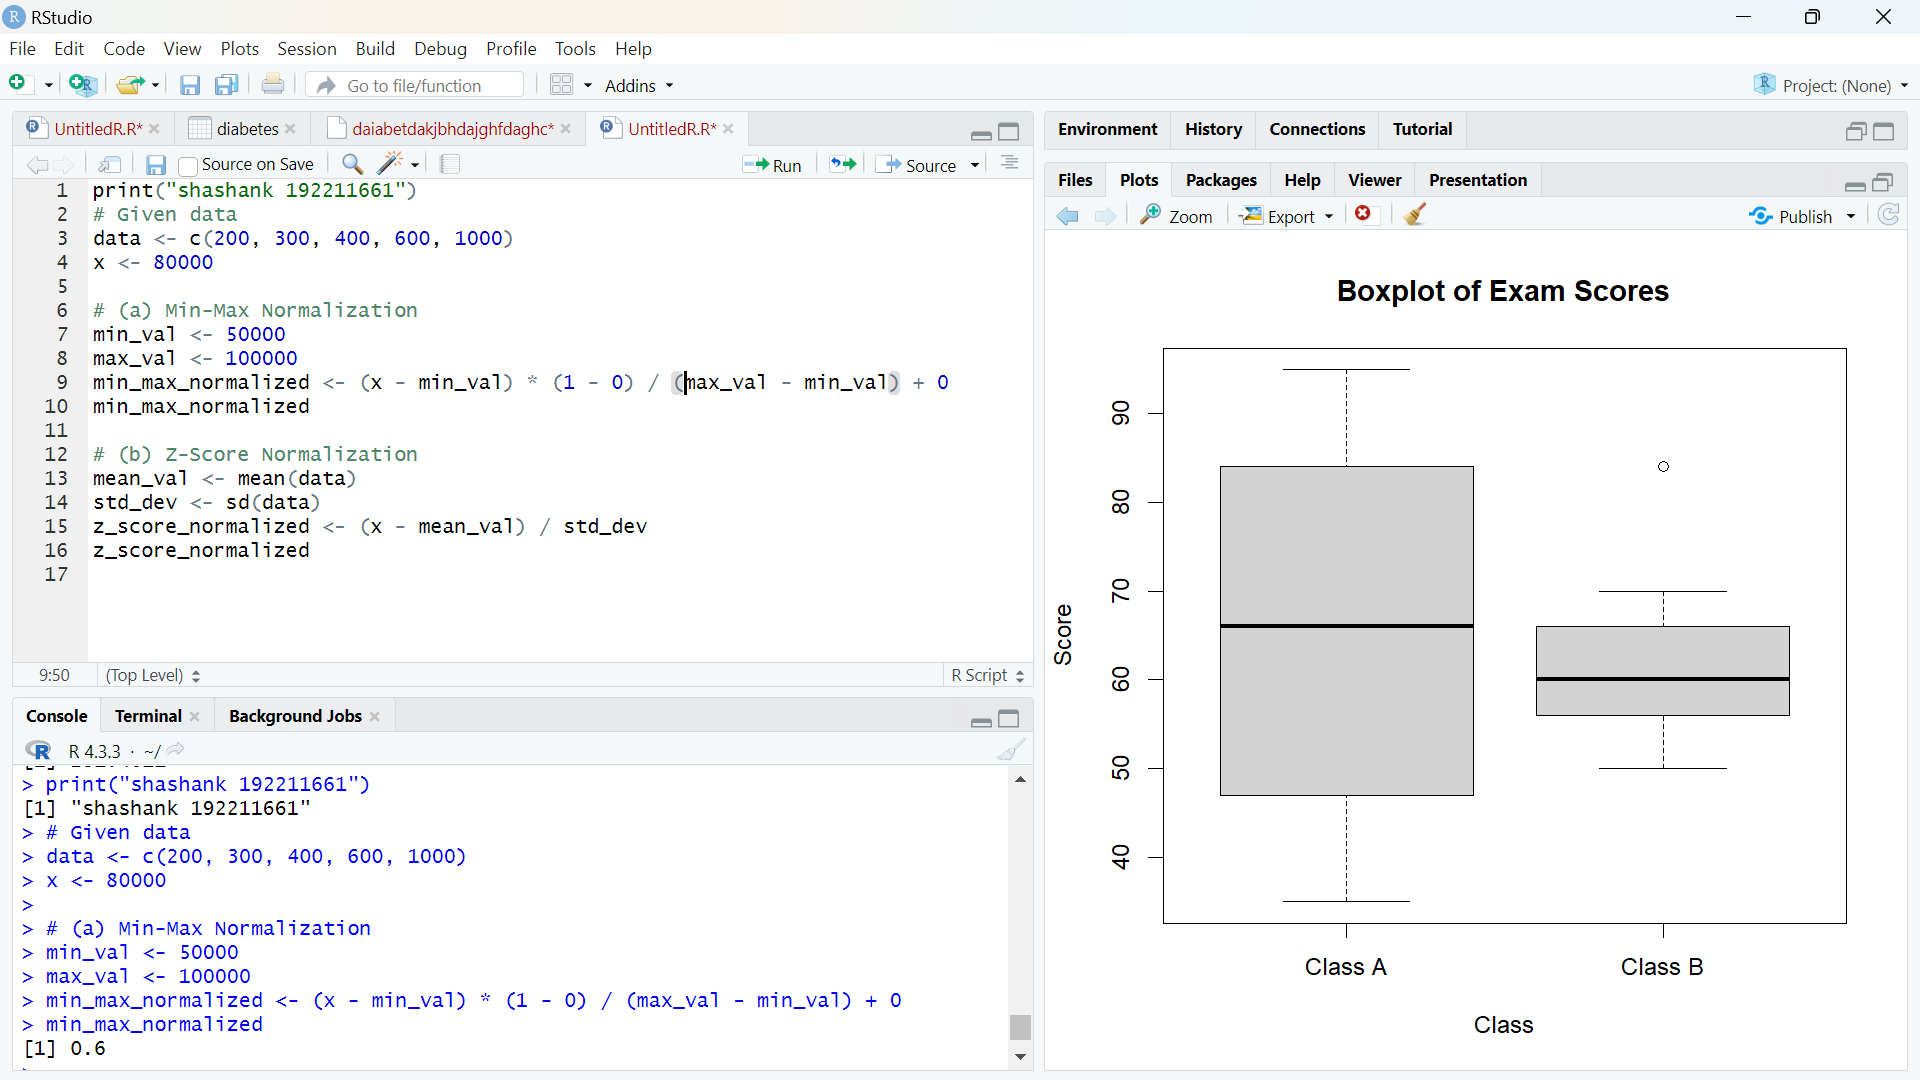 RStudio
File Edit Code View Plots Session Build Debug Profile Tools Help
Go to file/function Addins Project: (None)
UntitledR.R* diabetes daiabetdakjbhdajghfdaghc* UntitledR.R*
Source on Save Run Source
1 print("shashank 192211661")
2 # Given data
3 data <- c(200, 300, 400, 600, 1000)
4 x <- 80000
5
6 # (a) Min-Max Normalization
7 min_val <- 50000
8 max_val <- 100000
9 min_max_normalized <- (x - min_val) * (1 - 0) / (max_val - min_val) + 0
10 min_max_normalized
11
12 # (b) Z-Score Normalization
13 mean_val <- mean(data)
14 std_dev <- sd(data)
15 z_score_normalized <- (x - mean_val) / std_dev
16 z_score_normalized
17
9:50 (Top Level) R Script
Console Terminal Background Jobs
R R 4.3.3 · ~/
> print("shashank 192211661")
[1] "shashank 192211661"
> # Given data
> data <- c(200, 300, 400, 600, 1000)
> x <- 80000
>
> # (a) Min-Max Normalization
> min_val <- 50000
> max_val <- 100000
> min_max_normalized <- (x - min_val) * (1 - 0) / (max_val - min_val) + 0
> min_max_normalized
[1] 0.6
Environment History Connections Tutorial
Files Plots Packages Help Viewer Presentation
Zoom Export Publish
Boxplot of Exam Scores
90
80
70
60
50
40
Score
Class A Class B
Class